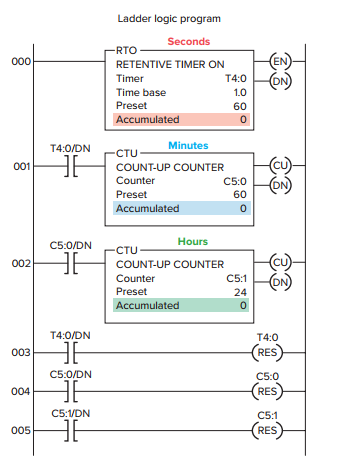 Ladder logic program
Seconds
RTO
000
RETENTIVE TIMER ON
EN
Timer T4:0
DN
Time base 1.0
Preset 60
Accumulated 0
T4:0/DN
Minutes
CTU
001
COUNT-UP COUNTER
CU
Counter C5:0
DN
Preset 60
Accumulated 0
C5:0/DN
Hours
CTU
002
COUNT-UP COUNTER
CU
Counter C5:1
DN
Preset 24
Accumulated 0
T4:0/DN T4:0
003 RES
C5:0/DN C5:0
004 RES
C5:1/DN C5:1
005 RES